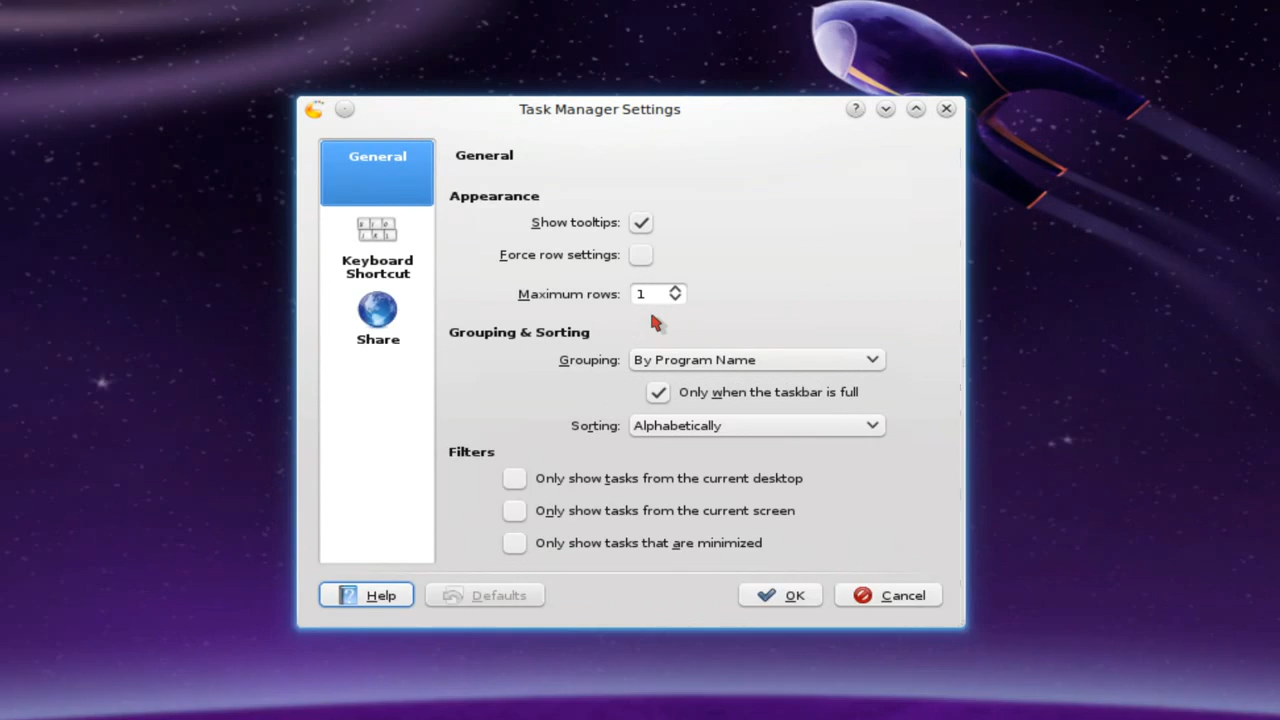 Task Manager Settings
General
Keyboard
Shortcut
Share
General
Appearance
Show tooltips:
Force row settings:
Maximum rows: 1
Grouping & Sorting
Grouping: By Program Name
Only when the taskbar is full
Sorting: Alphabetically
Filters
Only show tasks from the current desktop
Only show tasks from the current screen
Only show tasks that are minimized
Help Defaults OK Cancel